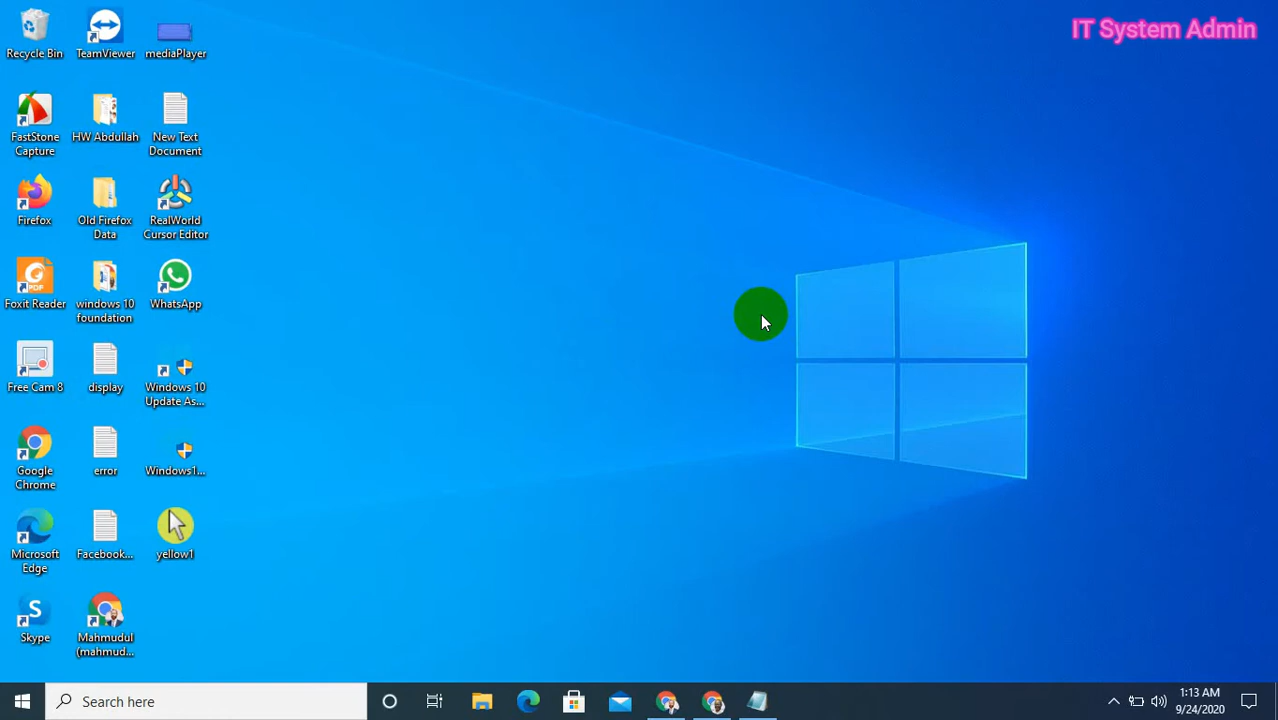 IT System Admin
Recycle Bin
TeamViewer
mediaPlayer
FastStone
Capture
HW Abdullah
New Text
Document
Firefox
Old Firefox
Data
RealWorld
Cursor Editor
Foxit Reader
windows 10
foundation
WhatsApp
Free Cam 8
display
Windows 10
Update As...
Google
Chrome
error
Windows1...
Microsoft
Edge
Facebook...
yellow1
Skype
Mahmudul
(mahmud...
Search here
1:13 AM
9/24/2020